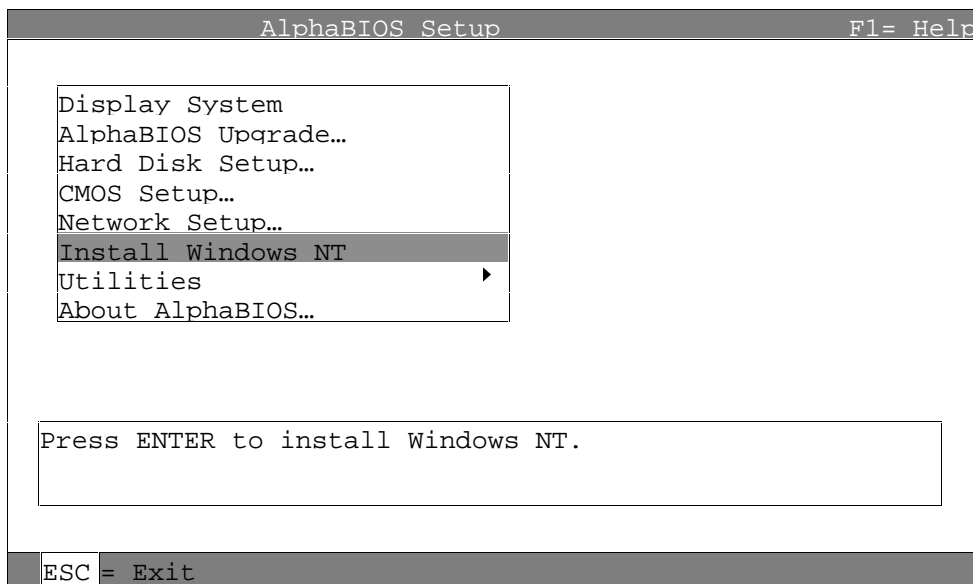 AlphaBIOS Setup F1= Help
Display System
AlphaBIOS Upgrade…
Hard Disk Setup…
CMOS Setup…
Network Setup…
Install Windows NT
Utilities
About AlphaBIOS…
Press ENTER to install Windows NT.
ESC = Exit